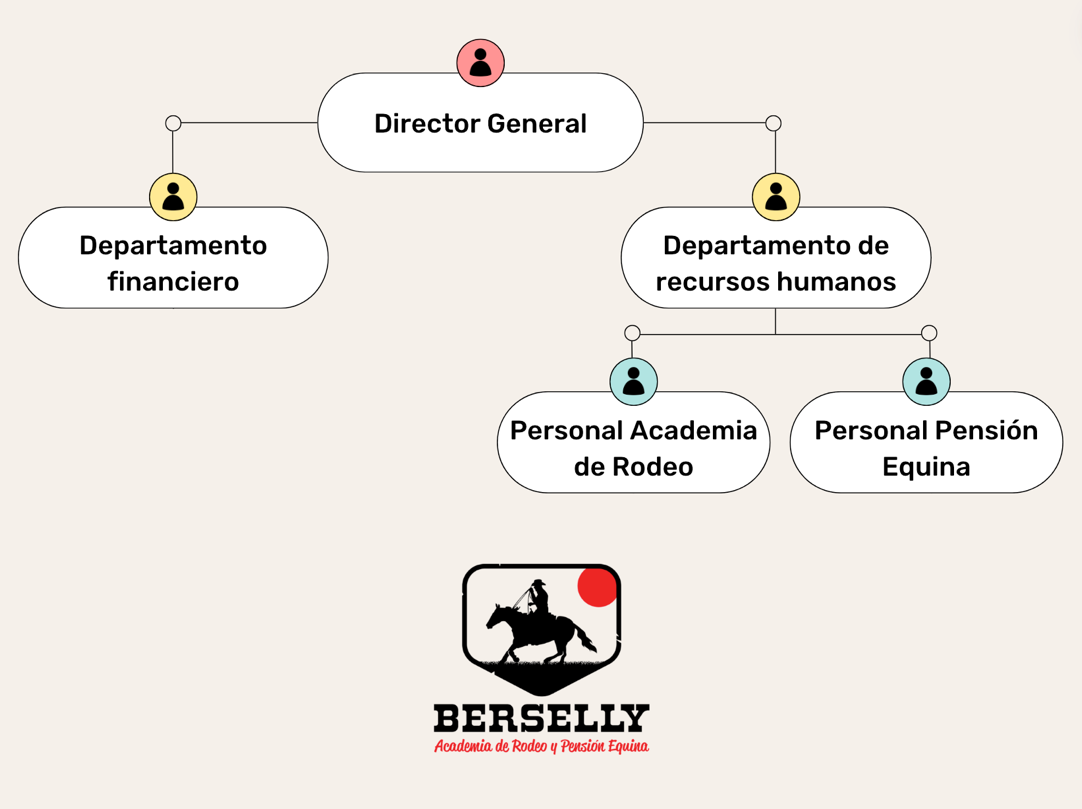 Director General
Departamento
financiero
Departamento de
recursos humanos
Personal Academia
de Rodeo
Personal Pensión
Equina
BERSELLY
Academia de Rodeo y Pensión Equina